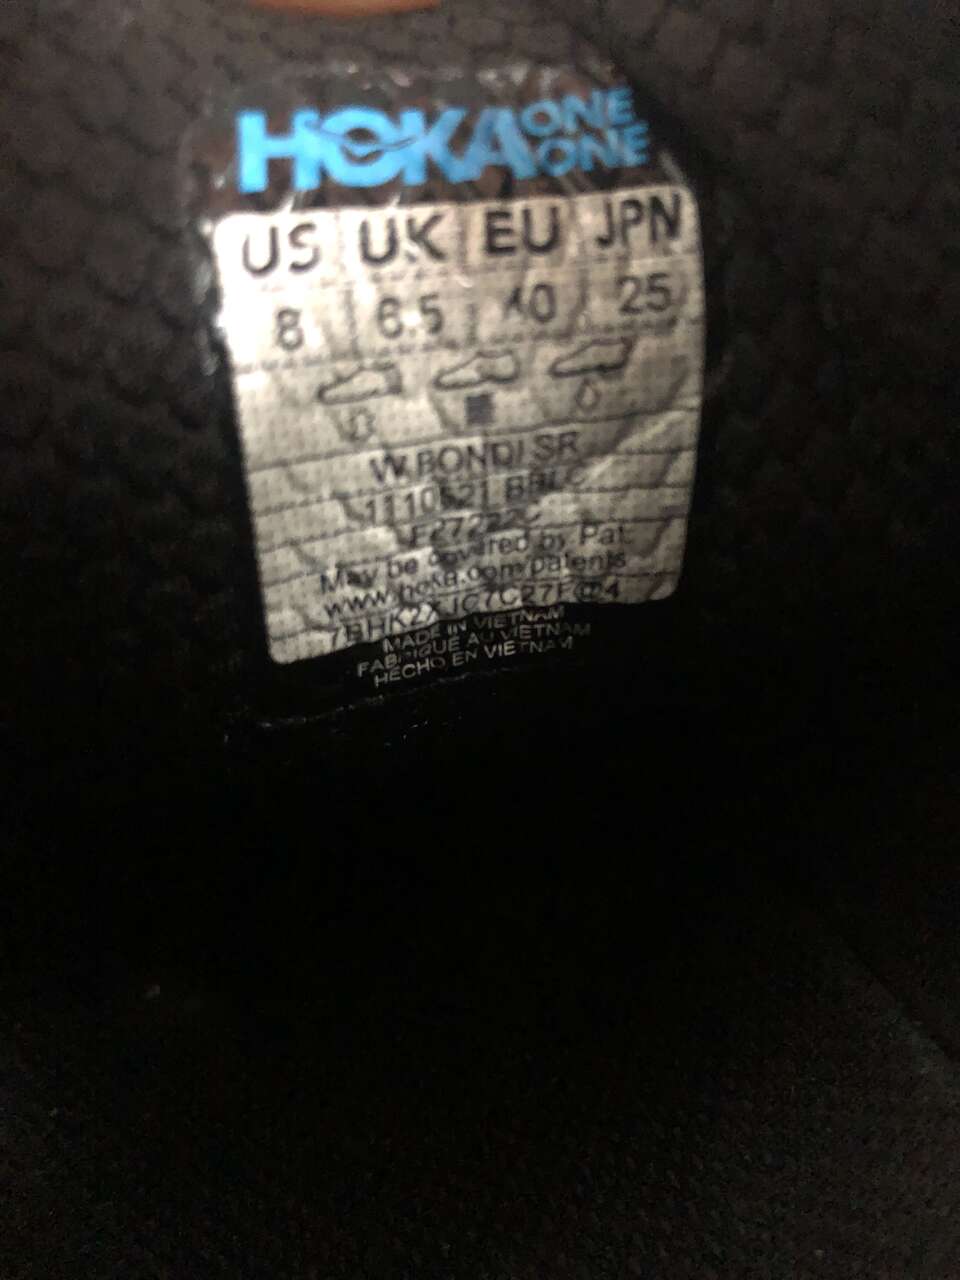 HOKA ONE ONE
US UK EU JPN
8 6.5 40 25
W BONDI SR
May be covered by Pat.
www.hoka.com/patents
MADE IN VIETNAM
FABRIQUE AU VIETNAM
HECHO EN VIETNAM